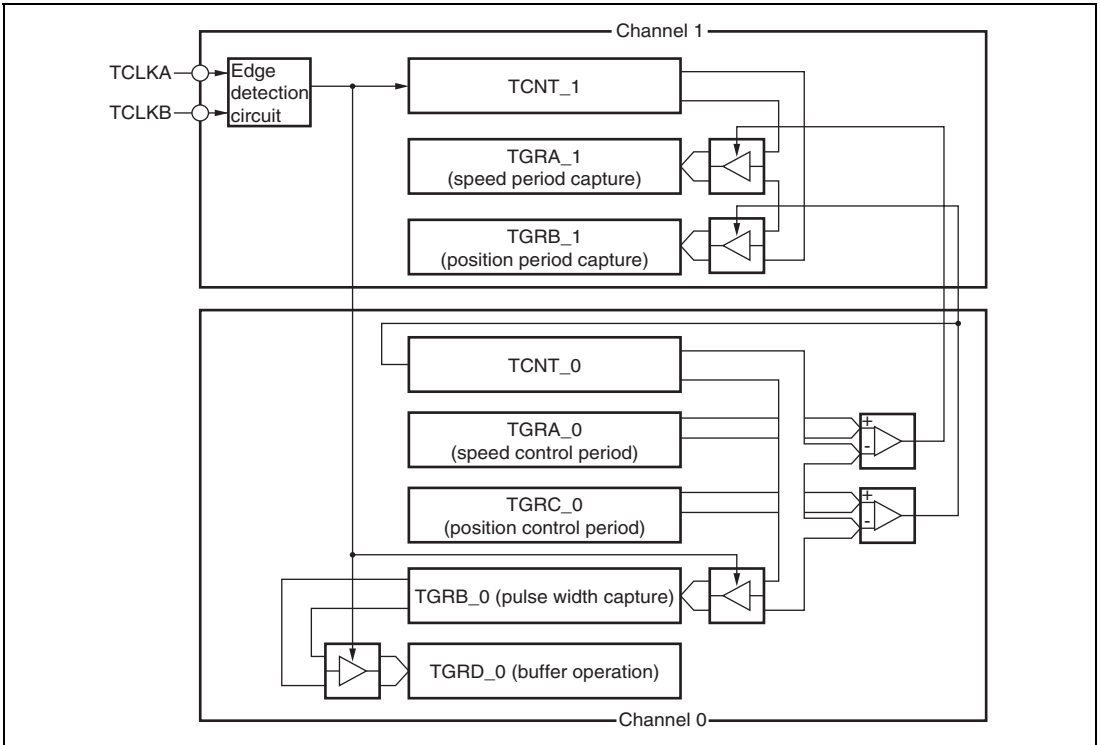 Channel 1
TCLKA
TCLKB
Edge
detection
circuit
TCNT_1
TGRA_1
(speed period capture)
TGRB_1
(position period capture)
TCNT_0
TGRA_0
(speed control period)
+
-
TGRC_0
(position control period)
+
-
TGRB_0 (pulse width capture)
TGRD_0 (buffer operation)
Channel 0